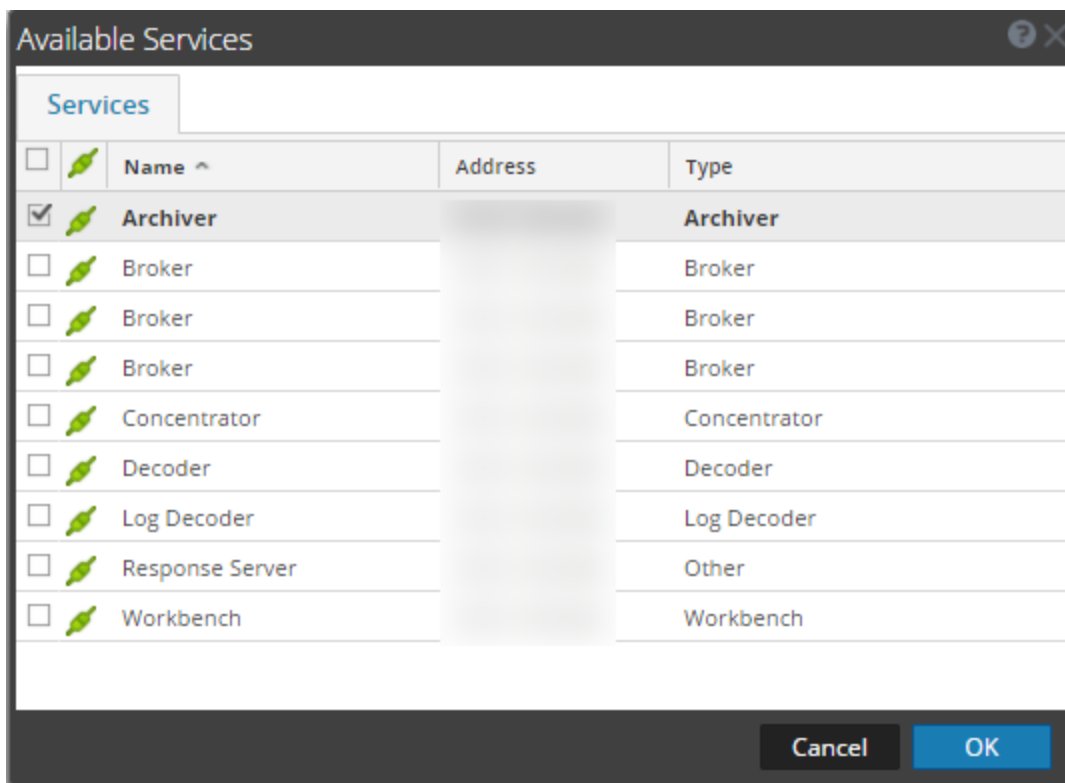 Available Services
Services
Name Address Type
Archiver Archiver
Broker Broker
Broker Broker
Broker Broker
Concentrator Concentrator
Decoder Decoder
Log Decoder Log Decoder
Response Server Other
Workbench Workbench
Cancel OK